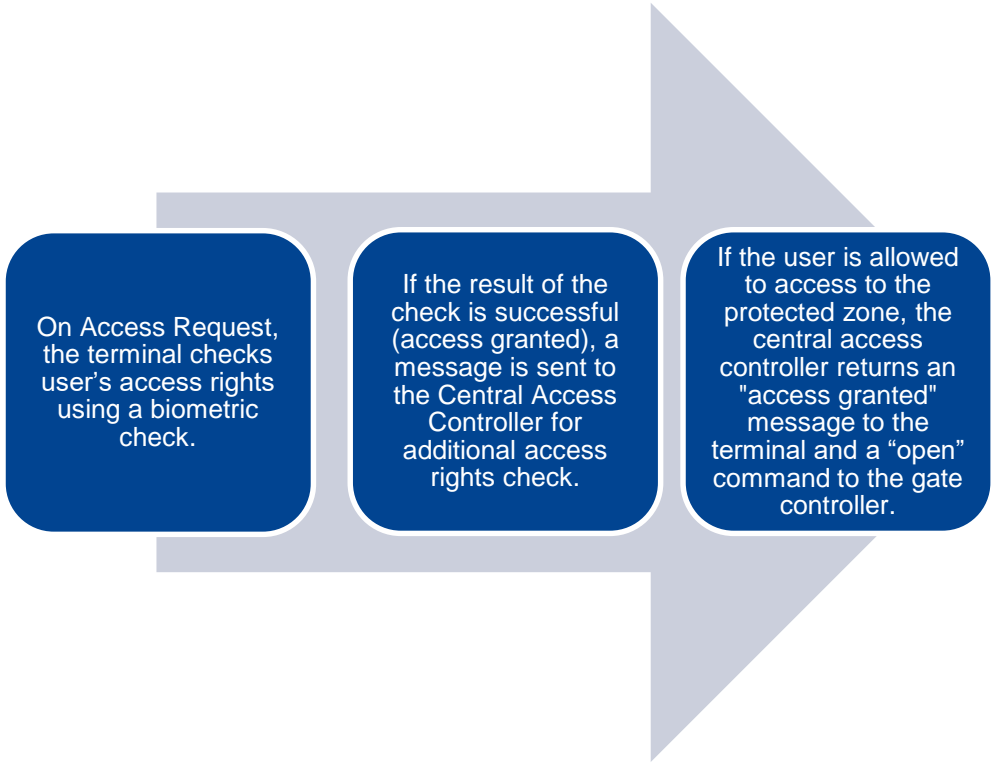 On Access Request,
the terminal checks
user’s access rights
using a biometric
check.
If the result of the
check is successful
(access granted), a
message is sent to
the Central Access
Controller for
additional access
rights check.
If the user is allowed
to access to the
protected zone, the
central access
controller returns an
"access granted"
message to the
terminal and a “open”
command to the gate
controller.